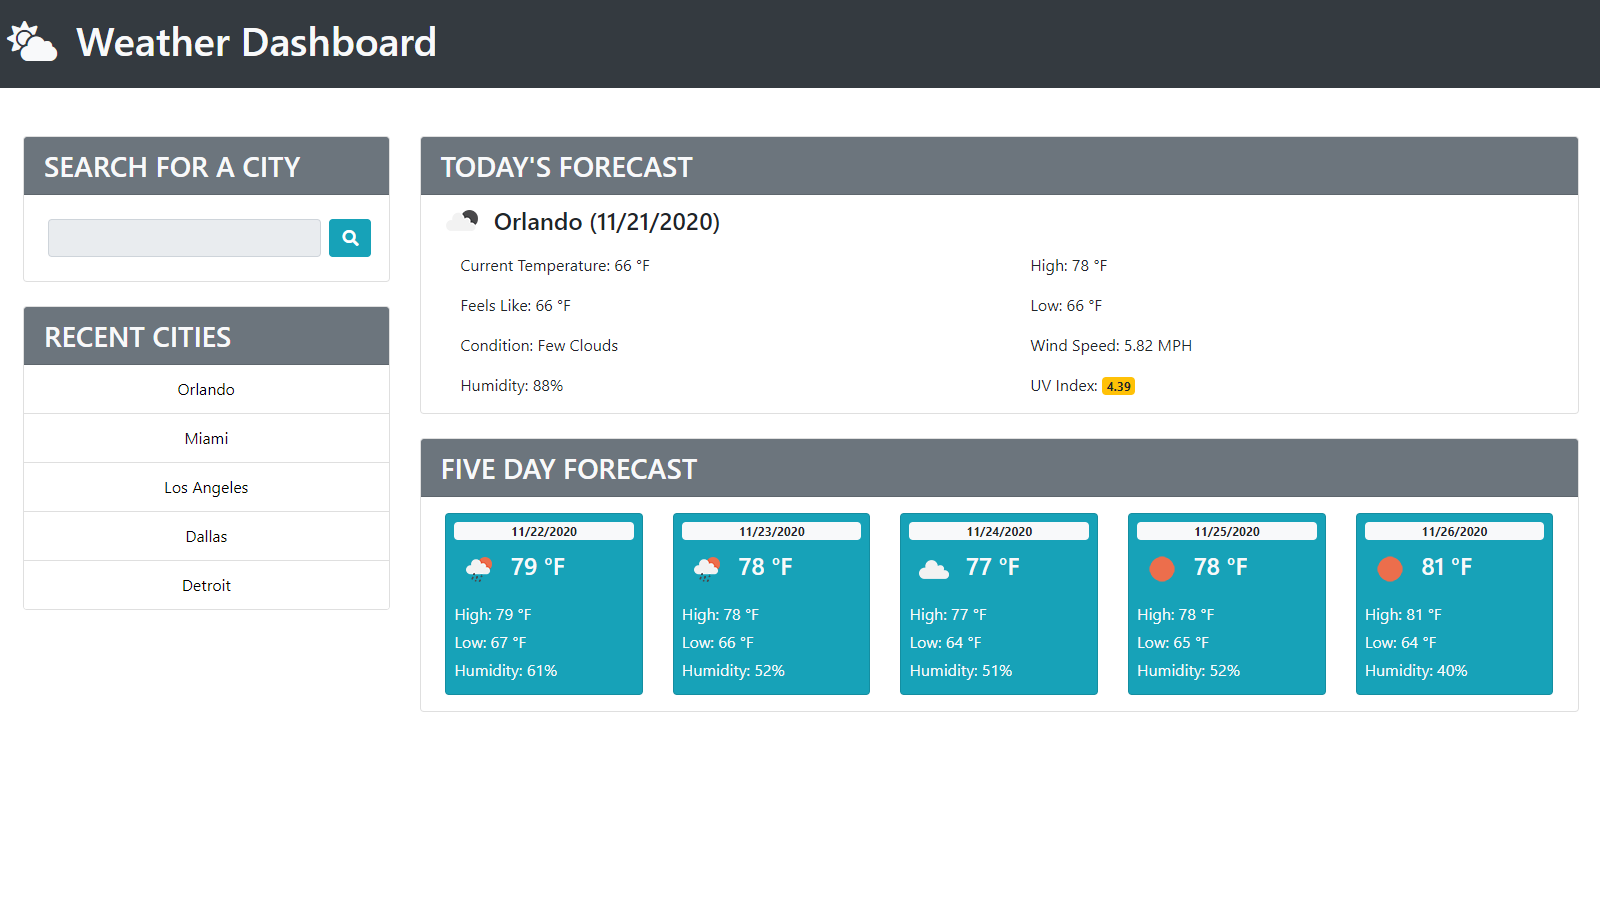 Weather Dashboard
SEARCH FOR A CITY
RECENT CITIES
Orlando
Miami
Los Angeles
Dallas
Detroit
TODAY'S FORECAST
Orlando (11/21/2020)
Current Temperature: 66 °F
High: 78 °F
Feels Like: 66 °F
Low: 66 °F
Condition: Few Clouds
Wind Speed: 5.82 MPH
Humidity: 88%
UV Index: 4.39
FIVE DAY FORECAST
11/22/2020
79 °F
High: 79 °F
Low: 67 °F
Humidity: 61%
11/23/2020
78 °F
High: 78 °F
Low: 66 °F
Humidity: 52%
11/24/2020
77 °F
High: 77 °F
Low: 64 °F
Humidity: 51%
11/25/2020
78 °F
High: 78 °F
Low: 65 °F
Humidity: 52%
11/26/2020
81 °F
High: 81 °F
Low: 64 °F
Humidity: 40%